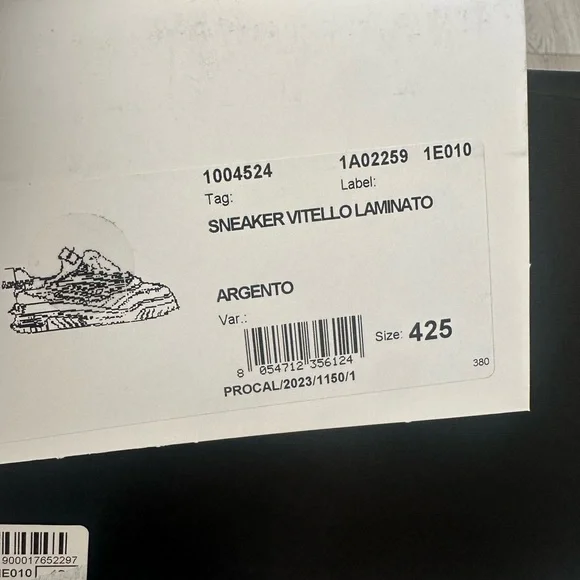 1004524 1A02259 1E010
Tag: Label:
SNEAKER VITELLO LAMINATO
ARGENTO
Var.:
8 054712 356124
Size: 425
380
PROCAL/2023/1150/1
900017652297